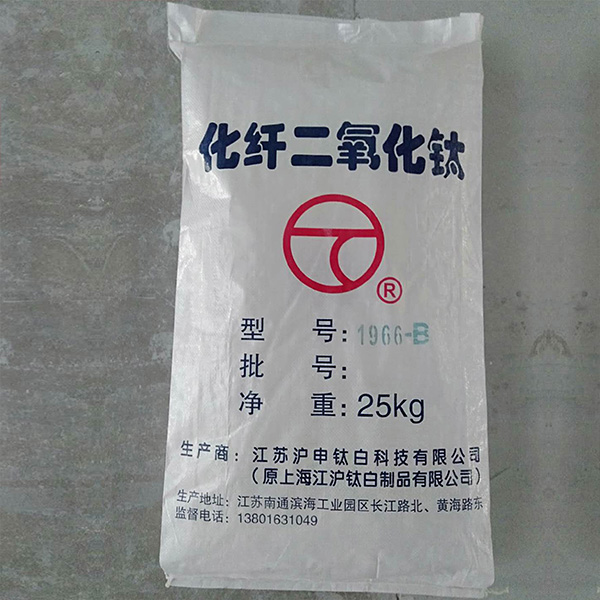 化纤二氧化钛
®
型 号: 1966-B
批 号:
净 重: 25kg
生产商: 江苏沪申钛白科技有限公司
(原上海江沪钛白制品有限公司)
生产地址: 江苏南通滨海工业园区长江路北、黄海路东
监督电话: 13801631049